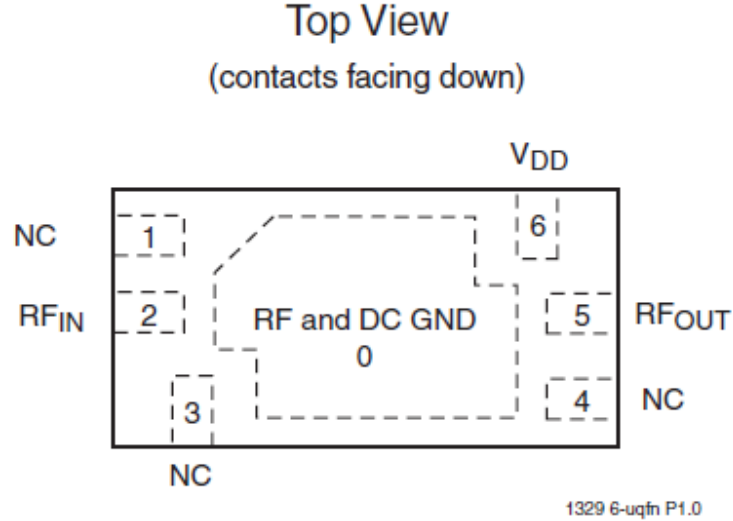 Top View
(contacts facing down)
VDD
NC 1 6
RFIN 2 RF and DC GND 5 RFOUT
0
3 4 NC
NC
1329 6-uqfn P1.0